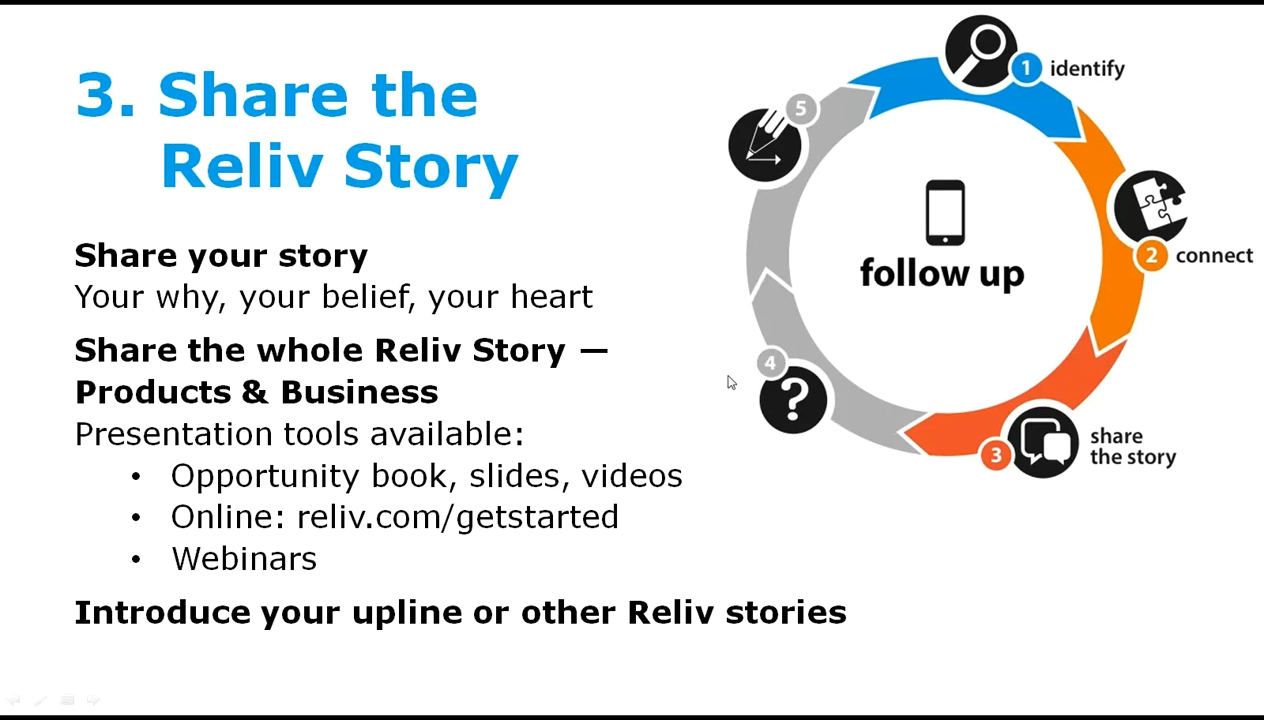 3. Share the
Reliv Story
Share your story
Your why, your belief, your heart
Share the whole Reliv Story —
Products & Business
Presentation tools available:
• Opportunity book, slides, videos
• Online: reliv.com/getstarted
• Webinars
Introduce your upline or other Reliv stories
1 identify
2 connect
3 share
the story
4
?
5
follow up